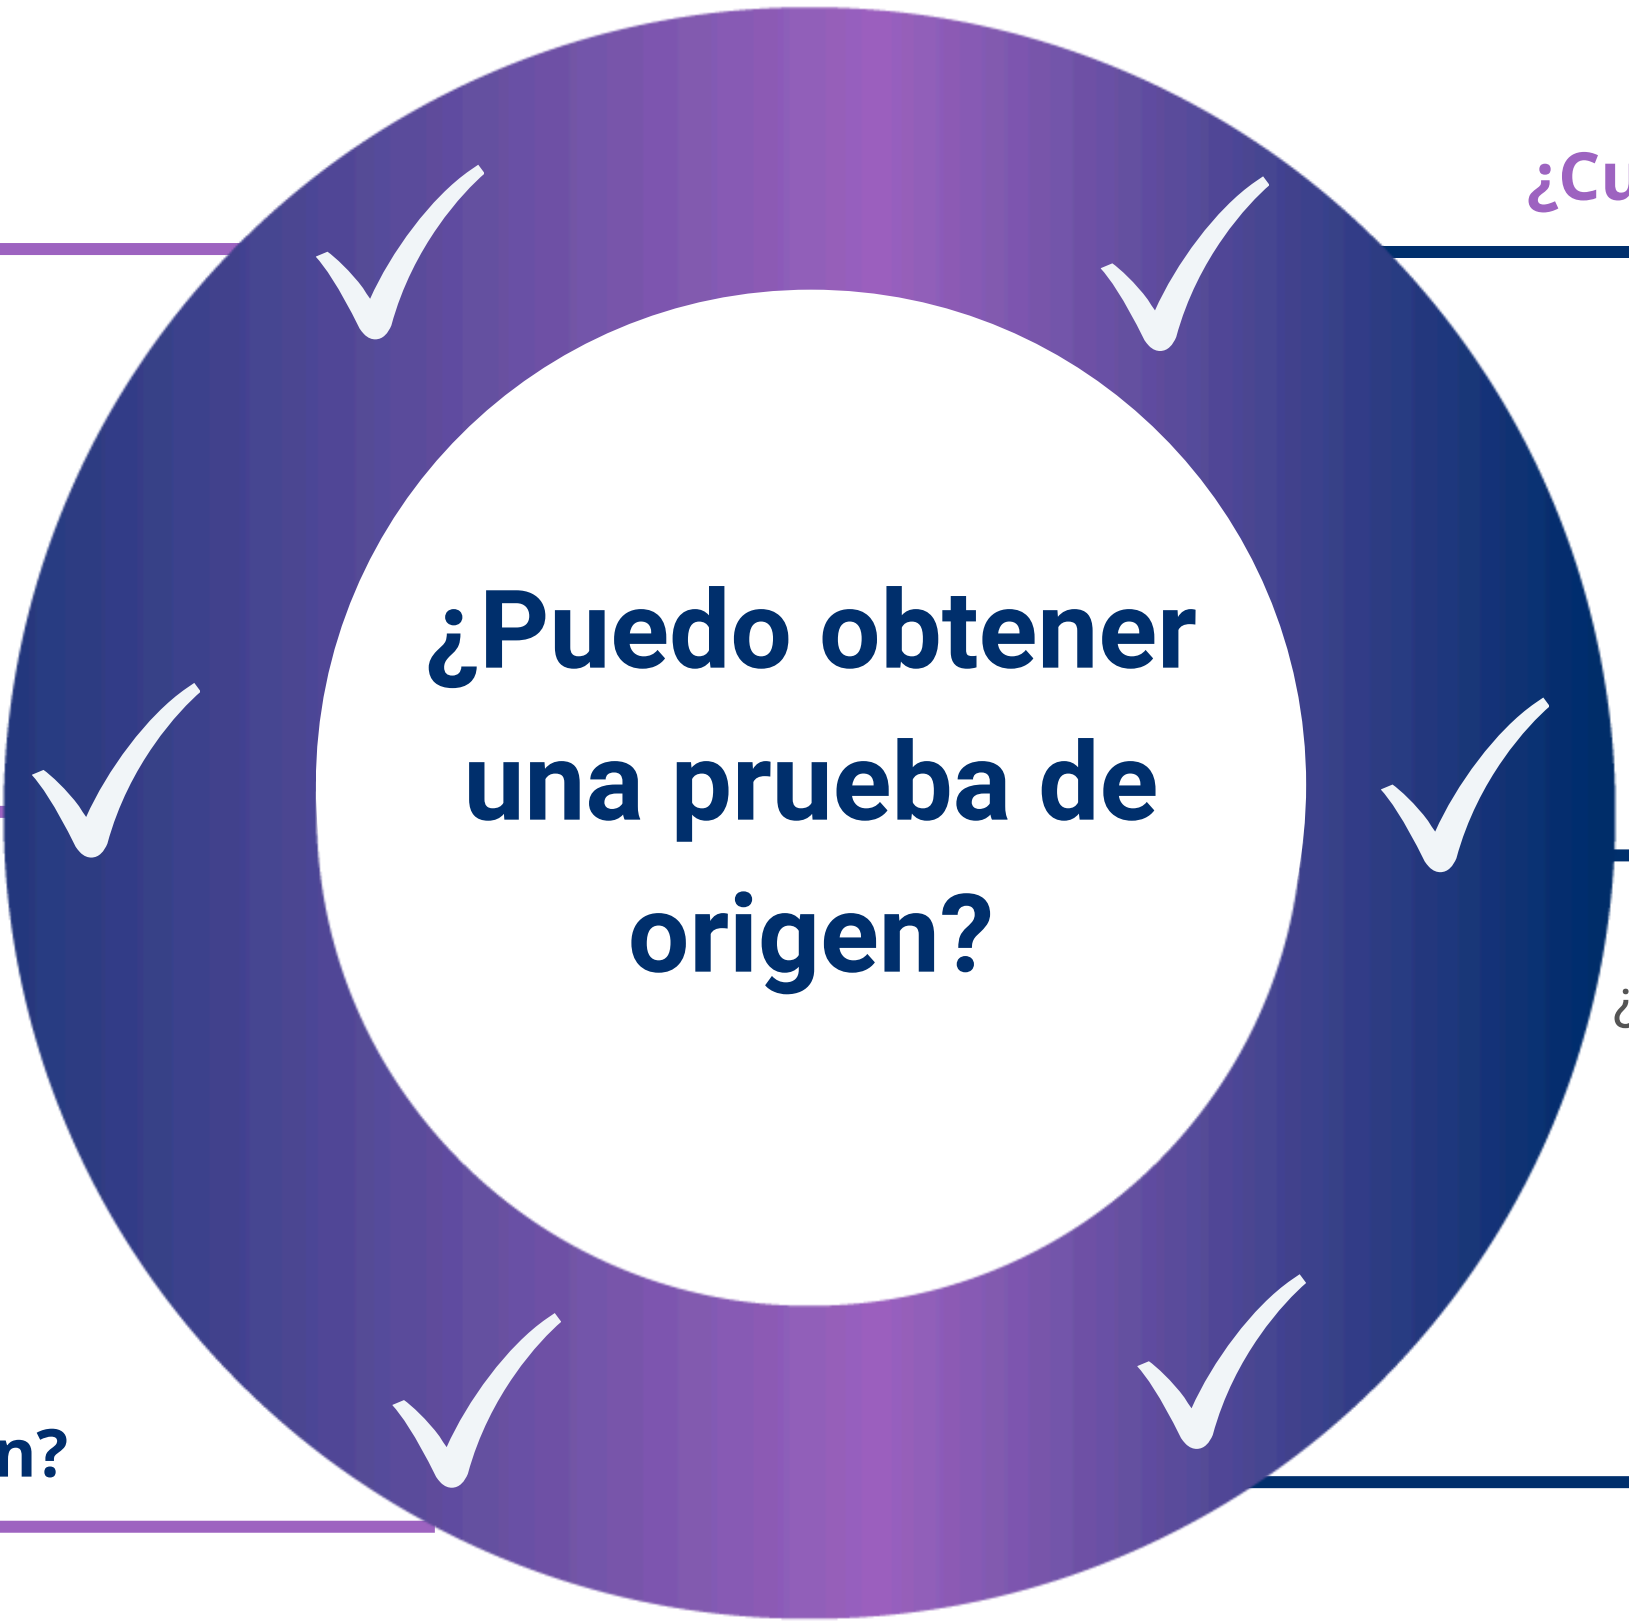 ¿Cu
¿Puedo obtener
una prueba de
origen?
¿
n?